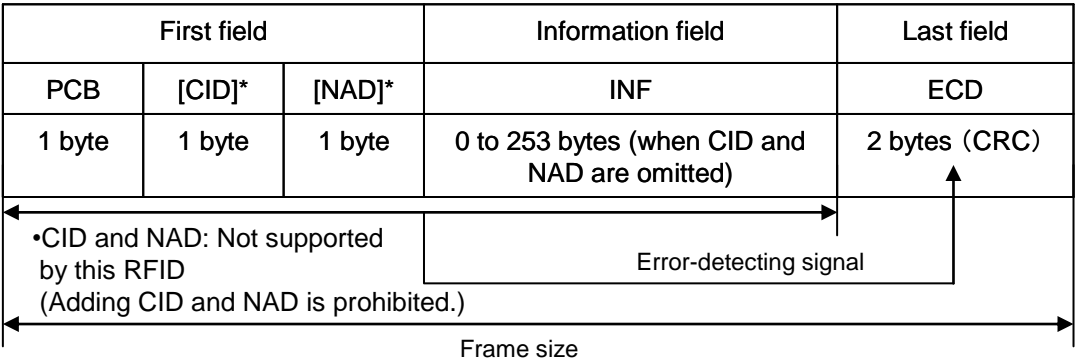 First field Information field Last field
PCB [CID]* [NAD]* INF ECD
1 byte 1 byte 1 byte 0 to 253 bytes (when CID and 2 bytes（CRC）
NAD are omitted)
•CID and NAD: Not supported
by this RFID
Error-detecting signal
(Adding CID and NAD is prohibited.)
Frame size